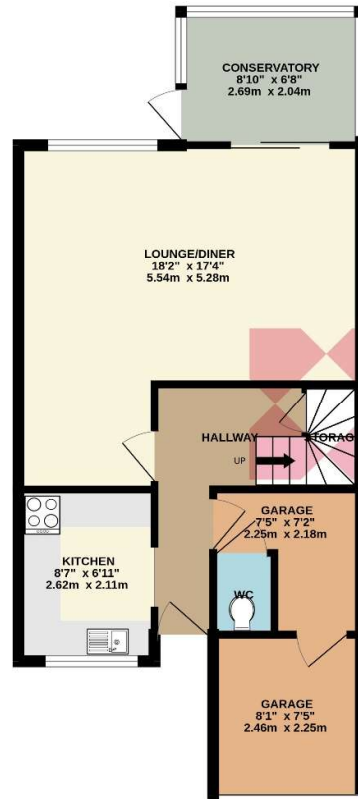 CONSERVATORY
8'10" x 6'8"
2.69m x 2.04m
LOUNGE/DINER
18'2" x 17'4"
5.54m x 5.28m
HALLWAY
STORAG
UP
GARAGE
7'5" x 7'2"
2.25m x 2.18m
KITCHEN
8'7" x 6'11"
2.62m x 2.11m
WC
GARAGE
8'1" x 7'5"
2.46m x 2.25m